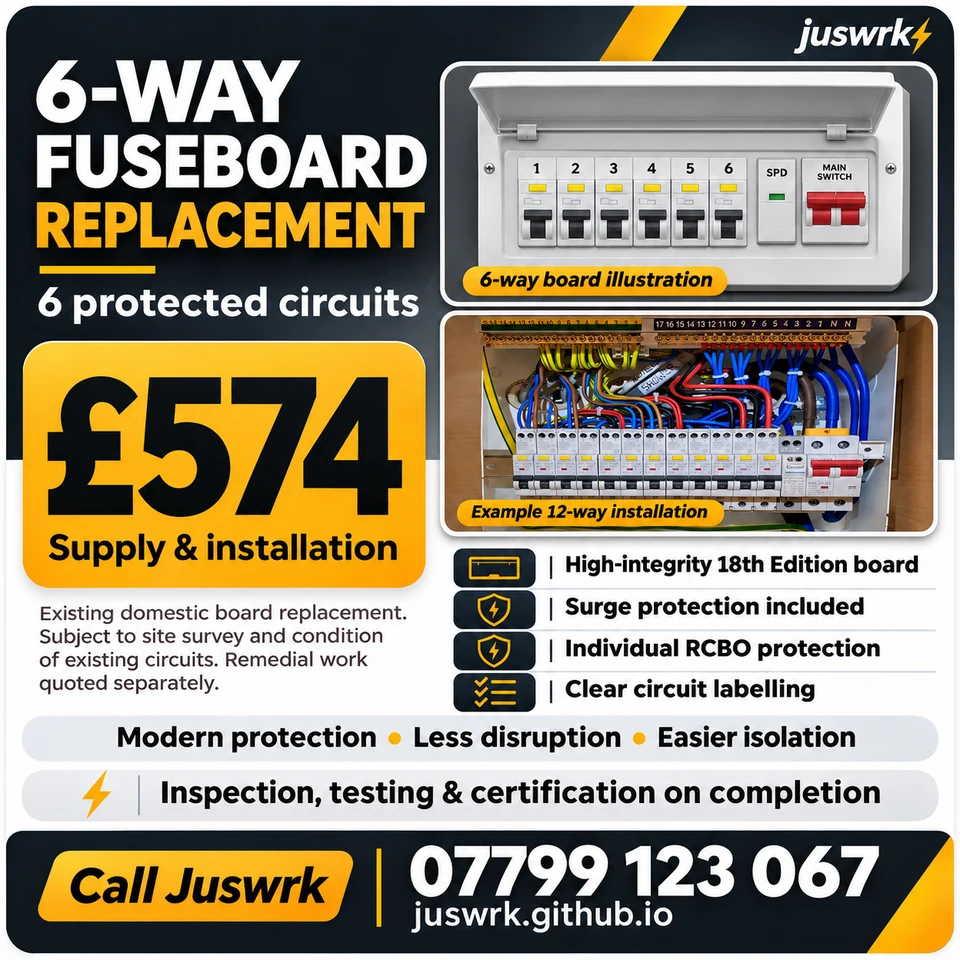 juswrk
6-WAY
FUSEBOARD
REPLACEMENT
6 protected circuits
£574
Supply & installation
Existing domestic board replacement.
Subject to site survey and condition
of existing circuits. Remedial work
quoted separately.
1 2 3 4 5 6
SPD
MAIN
SWITCH
6-way board illustration
17 16 15 14 13 12 11 10 9 7 6 5 4 3 2 1 N N
Example 12-way installation
High-integrity 18th Edition board
Surge protection included
Individual RCBO protection
Clear circuit labelling
Modern protection • Less disruption • Easier isolation
Inspection, testing & certification on completion
Call Juswrk
07799 123 067
juswrk.github.io